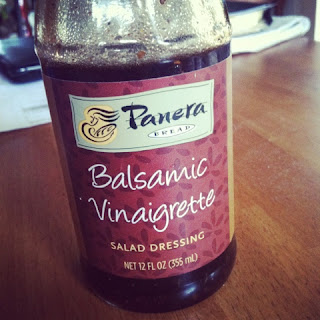 Panera
BREAD
Balsamic
Vinaigrette
SALAD DRESSING
NET 12 FL OZ (355 mL)